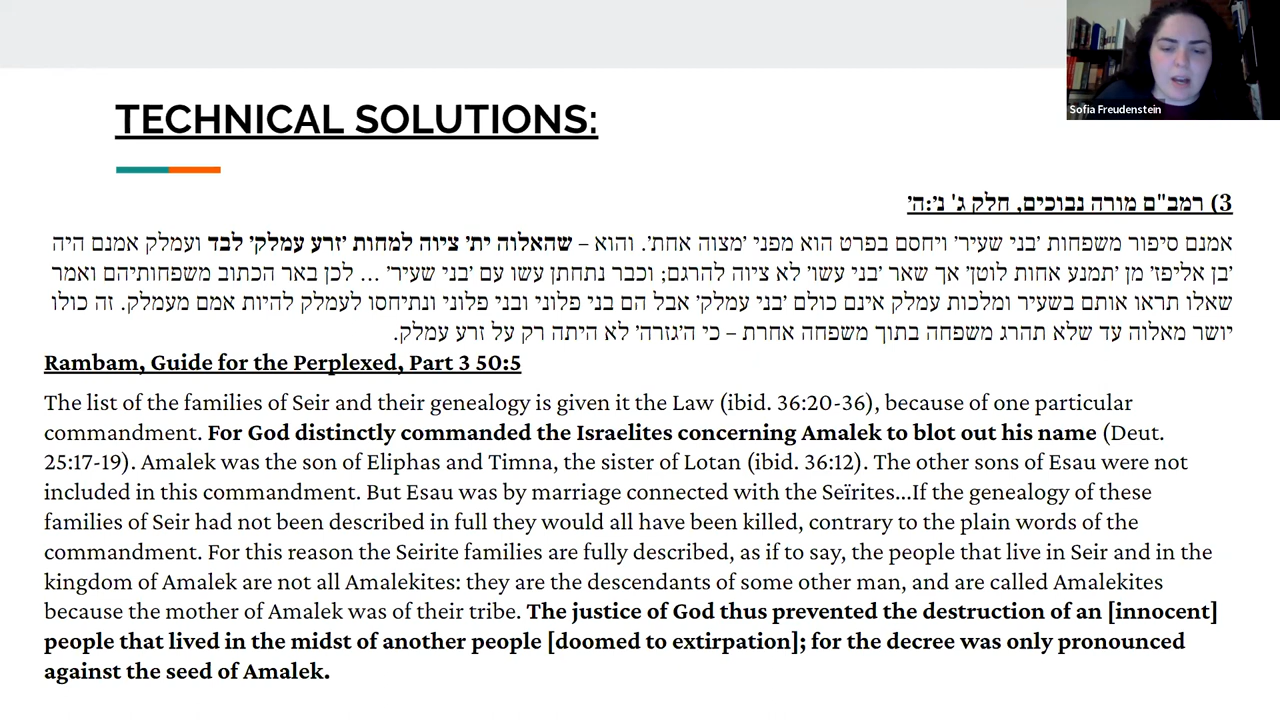 Sofia Freudenstein
TECHNICAL SOLUTIONS:
3) רמב"ם מורה נבוכים, חלק ג' נ':ה'
אמנם סיפור משפחות 'בני שעיר' ויחסם בפרט הוא מפני 'מצוה אחת'. והוא – שהאלוה ית' ציוה למחות 'זרע עמלק' לבד ועמלק אמנם היה
'בן אליפז' מן 'תמנע אחות לוטן' אך שאר 'בני עשו' לא ציוה להרגם; וכבר נתחתן עשו עם 'בני שעיר' ... לכן באר הכתוב משפחותיהם ואמר
שאלו תראו אותם בשעיר ומלכות עמלק אינם כולם 'בני עמלק' אבל הם בני פלוני ובני פלוני ונתיחסו לעמלק להיות אמם מעמלק. זה כולו
יושר מאלוה עד שלא תהרג משפחה בתוך משפחה אחרת – כי ה'גזרה' לא היתה רק על זרע עמלק.
Rambam, Guide for the Perplexed, Part 3 50:5
The list of the families of Seir and their genealogy is given it the Law (ibid. 36:20-36), because of one particular
commandment. For God distinctly commanded the Israelites concerning Amalek to blot out his name (Deut.
25:17-19). Amalek was the son of Eliphas and Timna, the sister of Lotan (ibid. 36:12). The other sons of Esau were not
included in this commandment. But Esau was by marriage connected with the Seïrites...If the genealogy of these
families of Seir had not been described in full they would all have been killed, contrary to the plain words of the
commandment. For this reason the Seirite families are fully described, as if to say, the people that live in Seir and in the
kingdom of Amalek are not all Amalekites: they are the descendants of some other man, and are called Amalekites
because the mother of Amalek was of their tribe. The justice of God thus prevented the destruction of an [innocent]
people that lived in the midst of another people [doomed to extirpation]; for the decree was only pronounced
against the seed of Amalek.